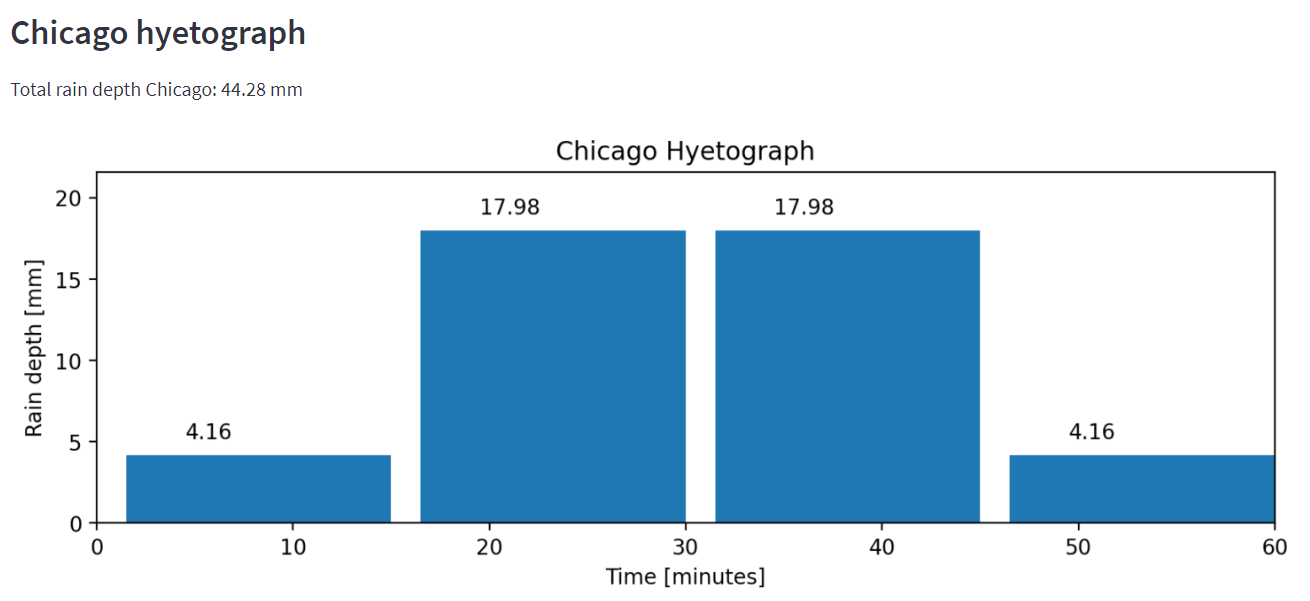 Chicago hyetograph
Total rain depth Chicago: 44.28 mm
Chicago Hyetograph
20
17.98
17.98
15
10
5
4.16
4.16
0
Rain depth [mm]
0 10 20 30 40 50 60
Time [minutes]